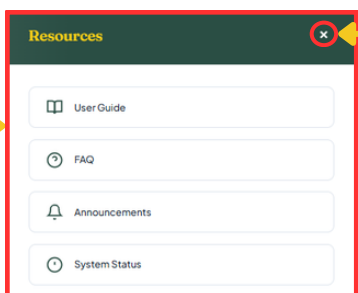 Resources
User Guide
FAQ
Announcements
System Status